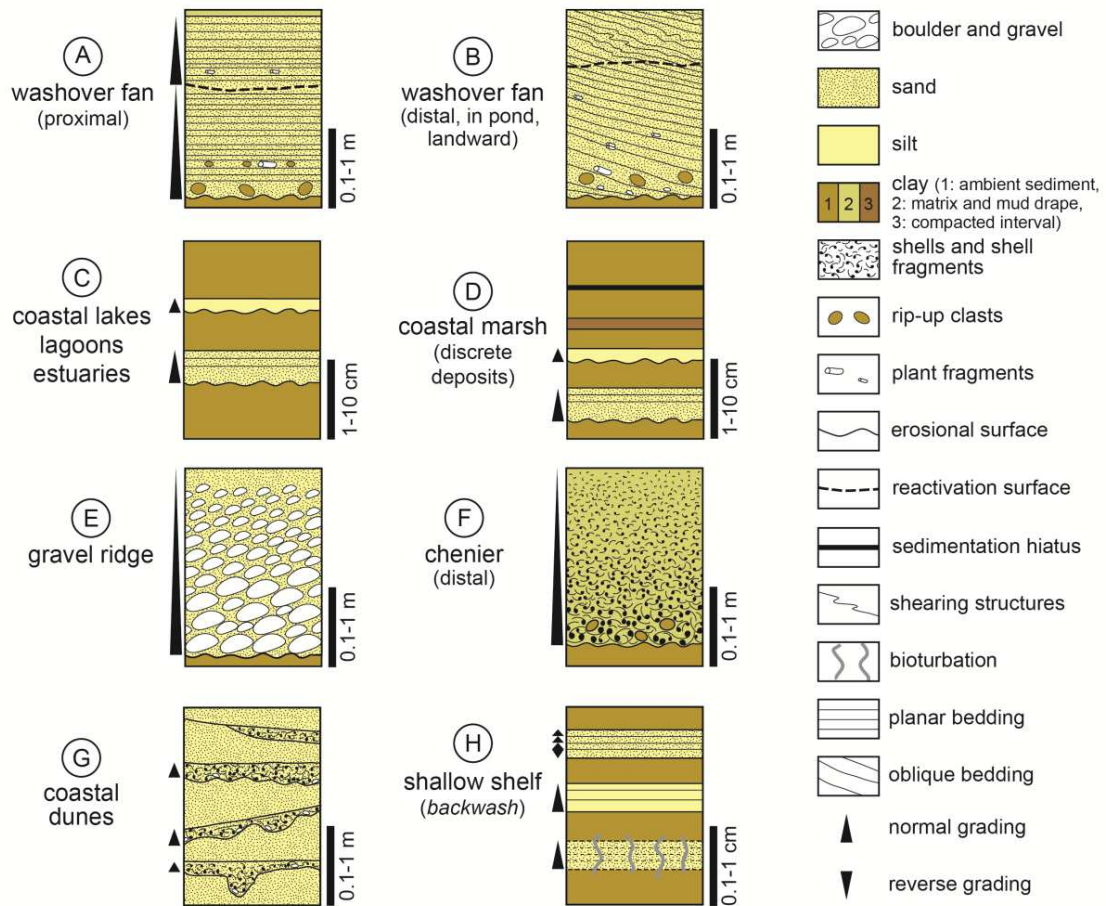 A
washover fan
(proximal)
0.1-1 m
B
washover fan
(distal, in pond,
landward)
0.1-1 m
C
coastal lakes
lagoons
estuaries
1-10 cm
D
coastal marsh
(discrete
deposits)
1-10 cm
E
gravel ridge
0.1-1 m
F
chenier
(distal)
0.1-1 m
G
coastal
dunes
0.1-1 m
H
shallow shelf
(backwash)
0.1-1 cm
boulder and gravel
sand
silt
1 2 3
clay (1: ambient sediment,
2: matrix and mud drape,
3: compacted interval)
shells and shell
fragments
rip-up clasts
plant fragments
erosional surface
reactivation surface
sedimentation hiatus
shearing structures
bioturbation
planar bedding
oblique bedding
normal grading
reverse grading